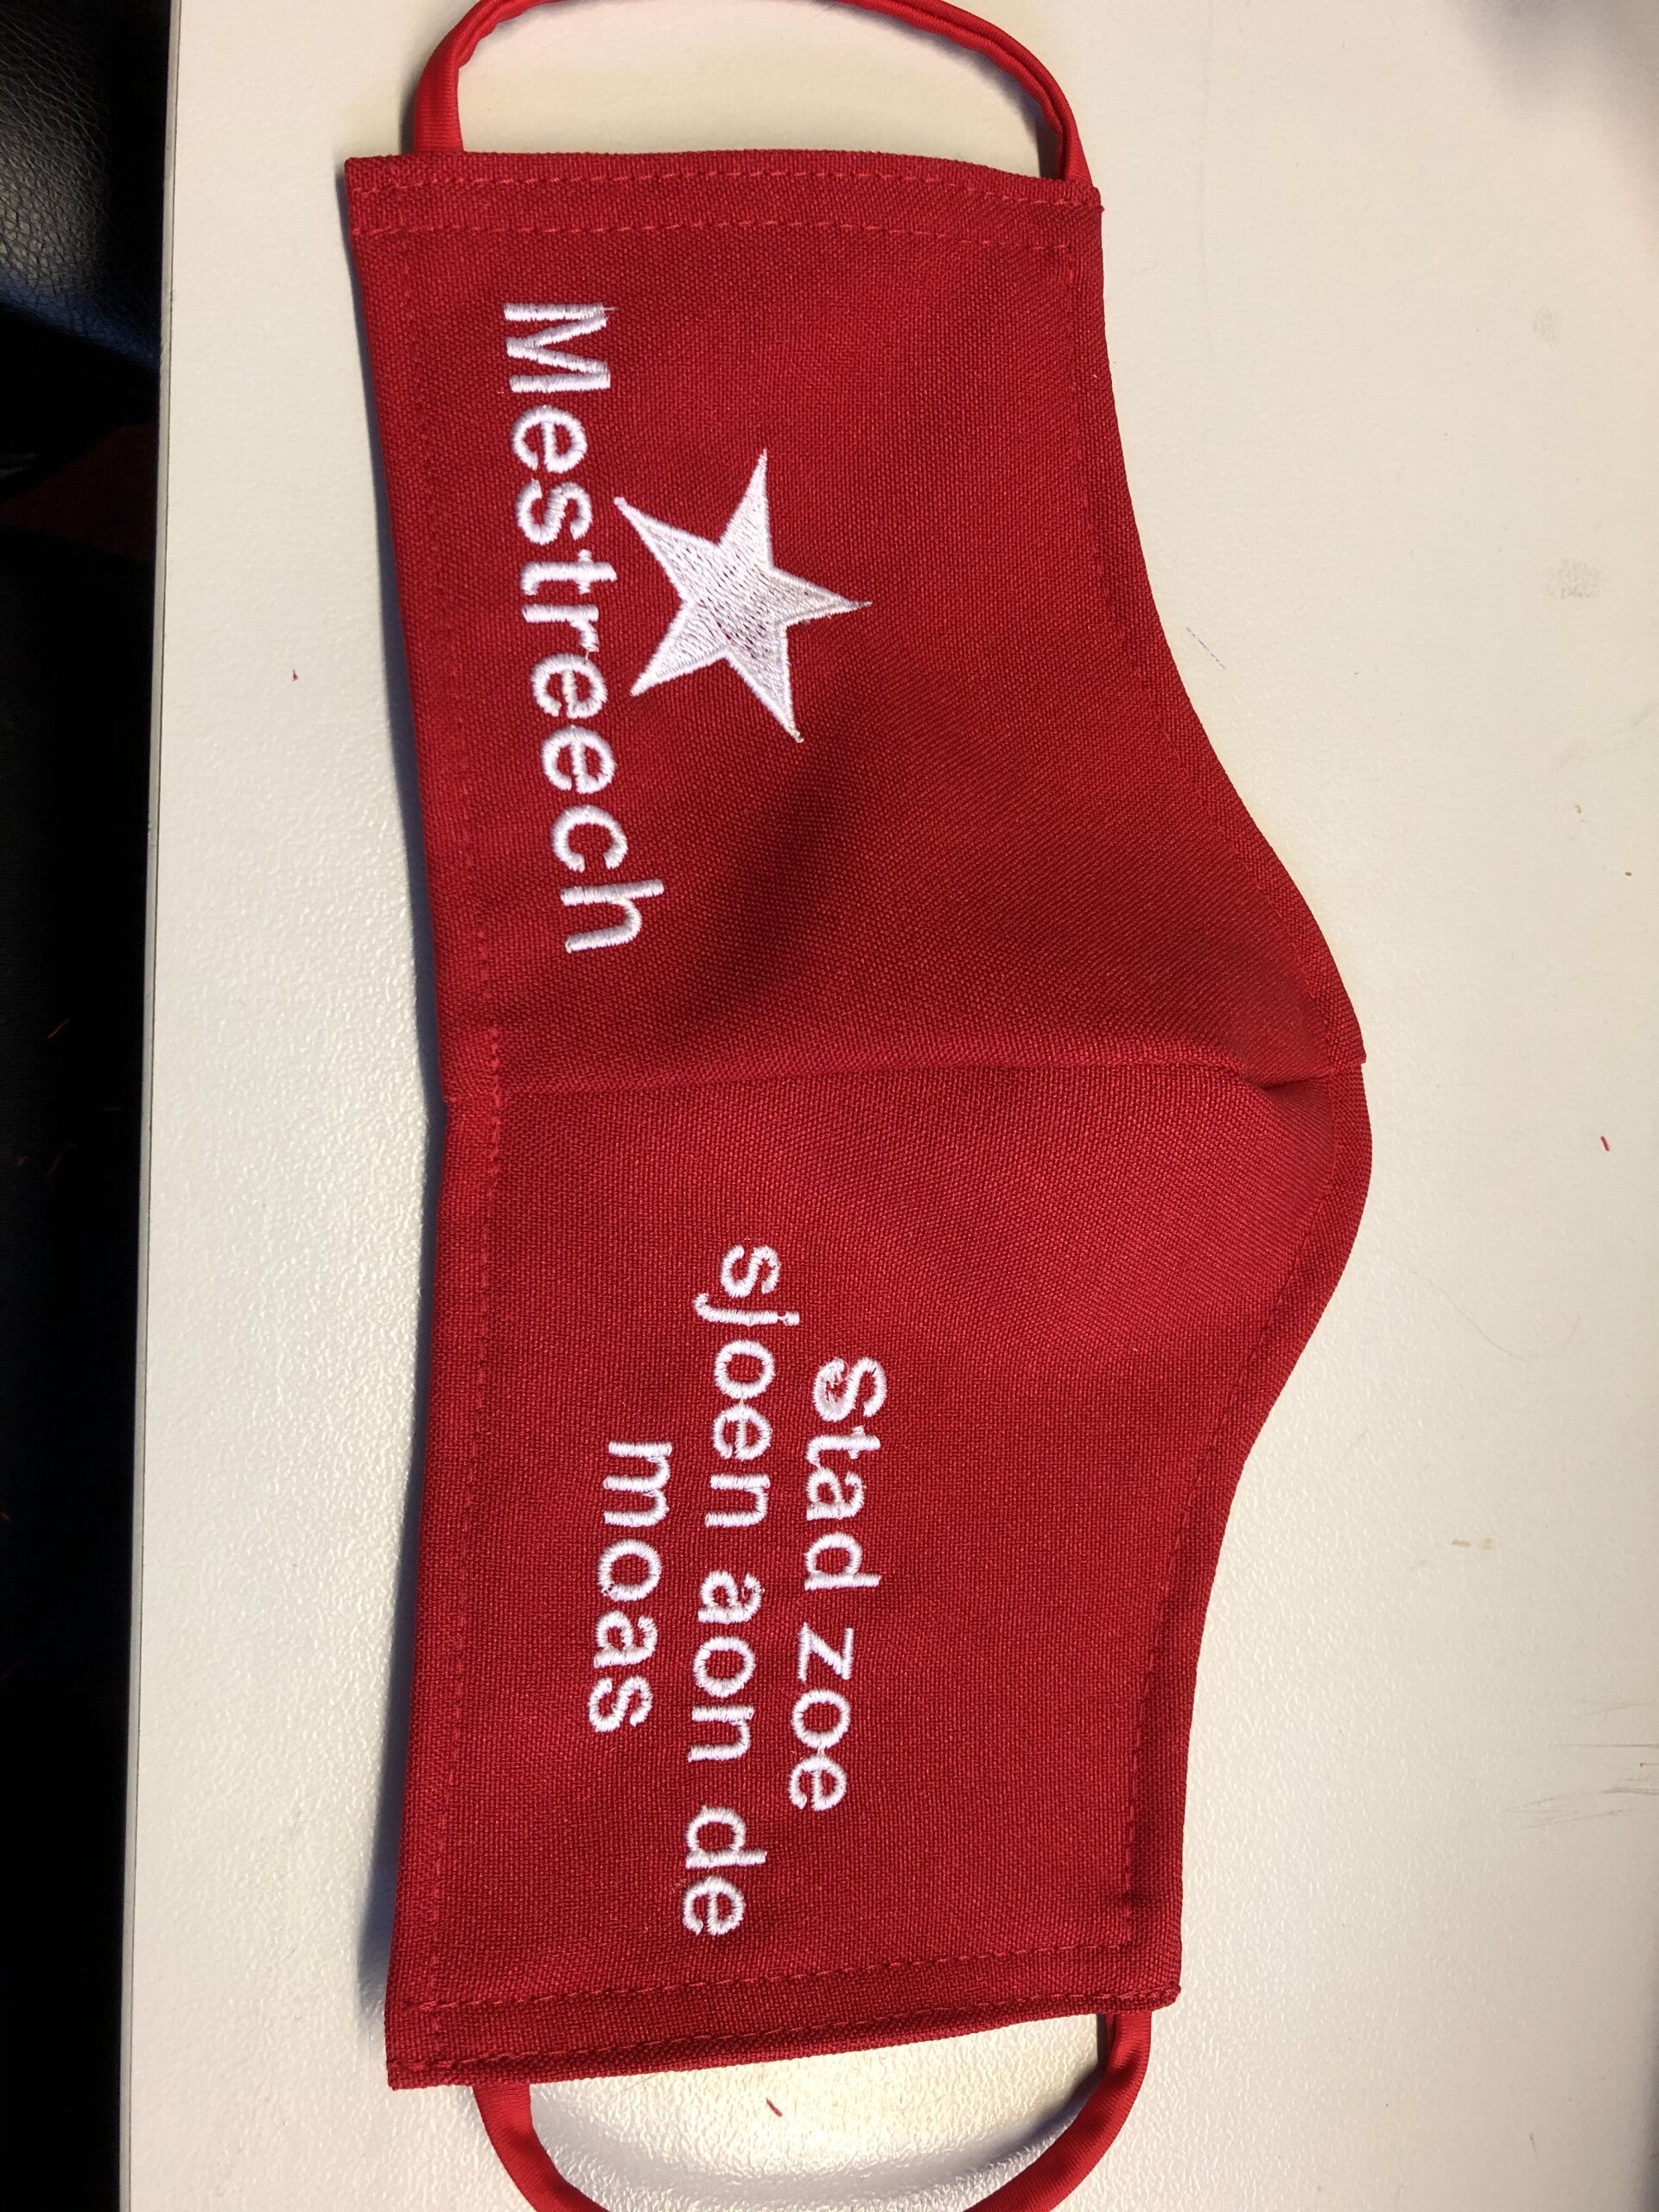 Mestreech
Stad zoe
sjoen aon de
moas